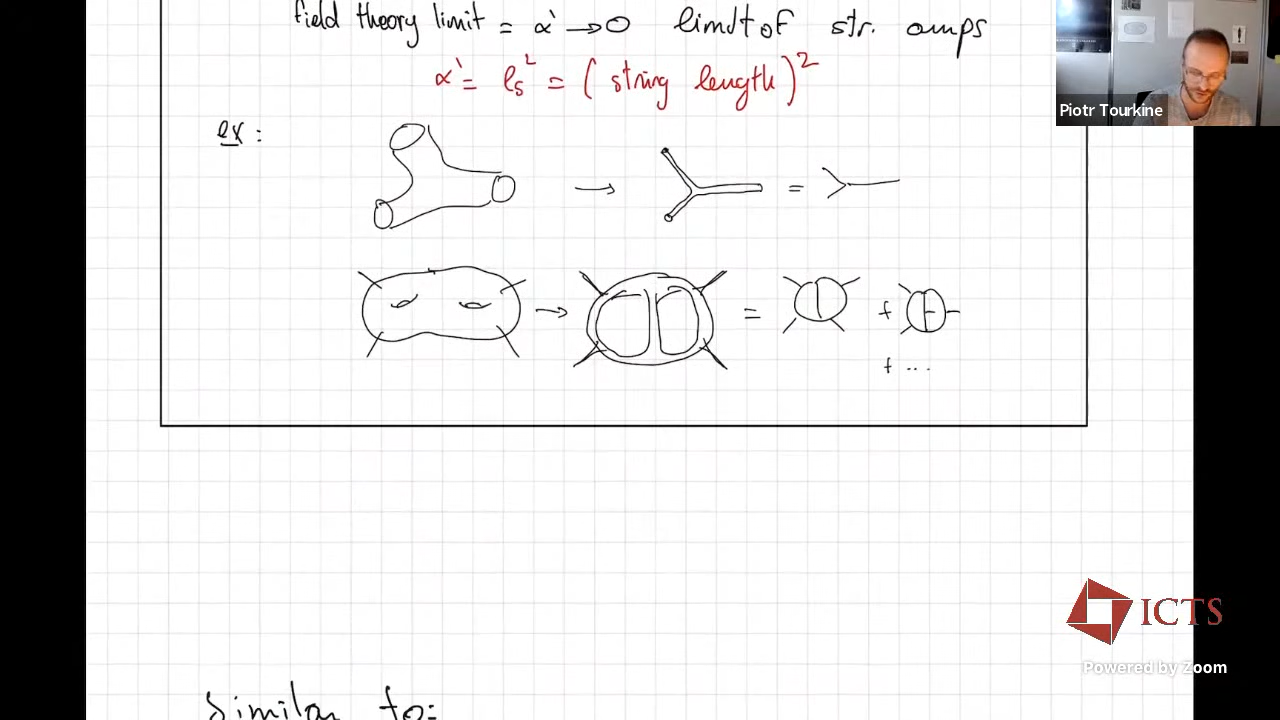 field theory limit = α' → 0 limit of str. amps
α' = ls² = (string length)²
Piotr Tourkine
ex :
→ =
→ = +
+ ...
ICTS
Powered by Zoom
Similar to: